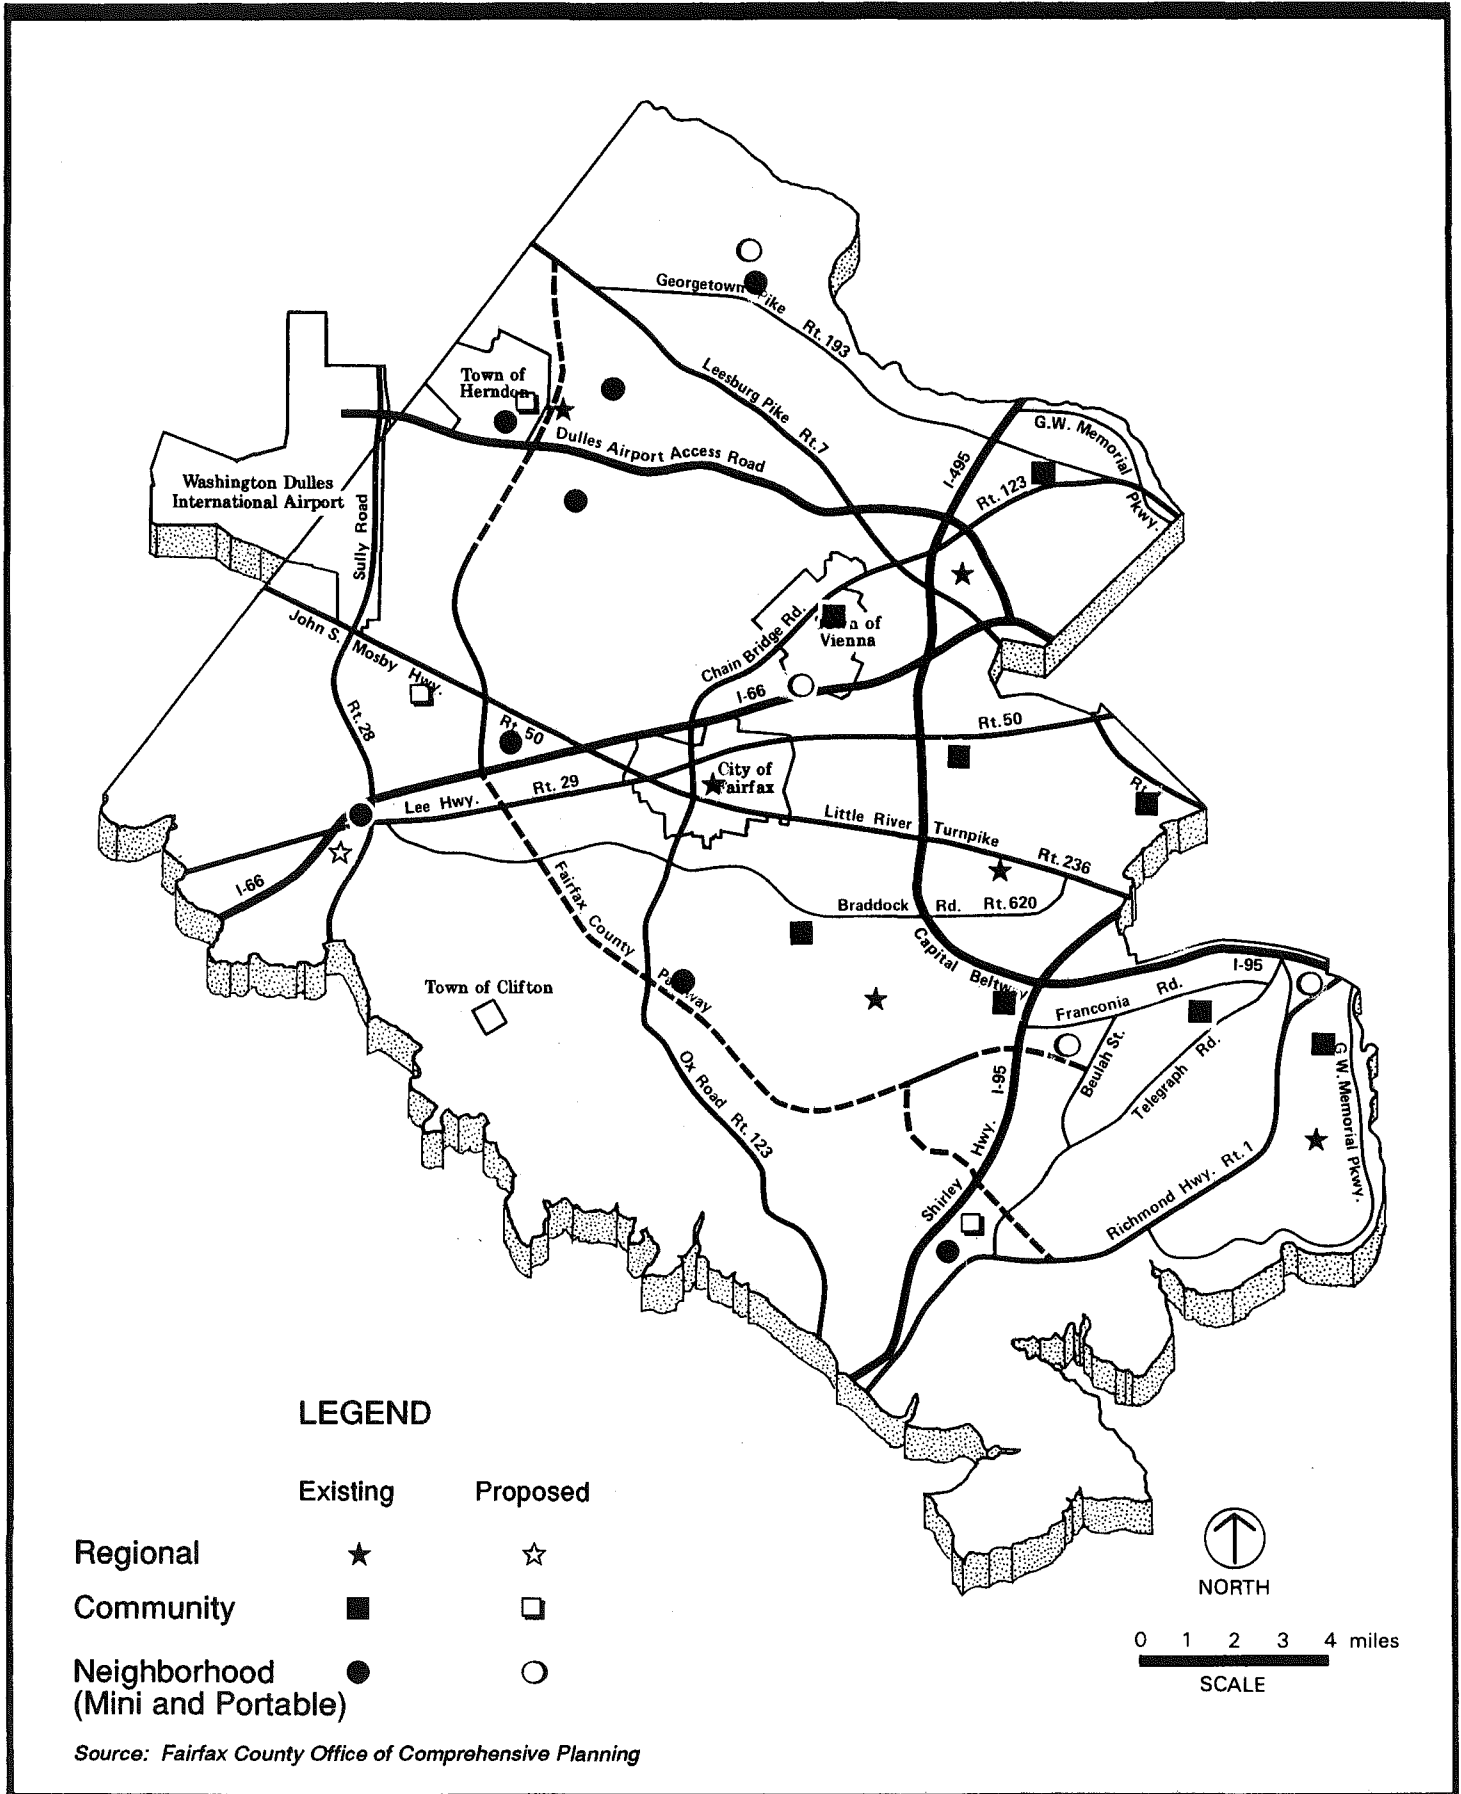 Georgetown Pike Rt. 193
Town of
Herndon
Leesburg Pike Rt. 7
G.W. Memorial Pkwy.
Dulles Airport Access Road
I-495
Rt. 123
Washington Dulles
International Airport
Sully Road
John S. Mosby Hwy.
Chain Bridge Rd.
Town of
Vienna
I-66
Rt. 28
Rt. 50
Rt. 50
City of
Fairfax
Lee Hwy. Rt. 29
Little River Turnpike Rt. 236
I-66
Fairfax County Parkway
Braddock Rd. Rt. 620
Capital Beltway
I-95
Town of Clifton
Franconia Rd.
Beulah St.
Telegraph Rd.
G.W. Memorial Pkwy.
Ox Road Rt. 123
I-95
Shirley Hwy.
Richmond Hwy. Rt. 1
LEGEND
Existing Proposed
Regional
Community
Neighborhood
(Mini and Portable)
NORTH
0 1 2 3 4 miles
SCALE
Source: Fairfax County Office of Comprehensive Planning